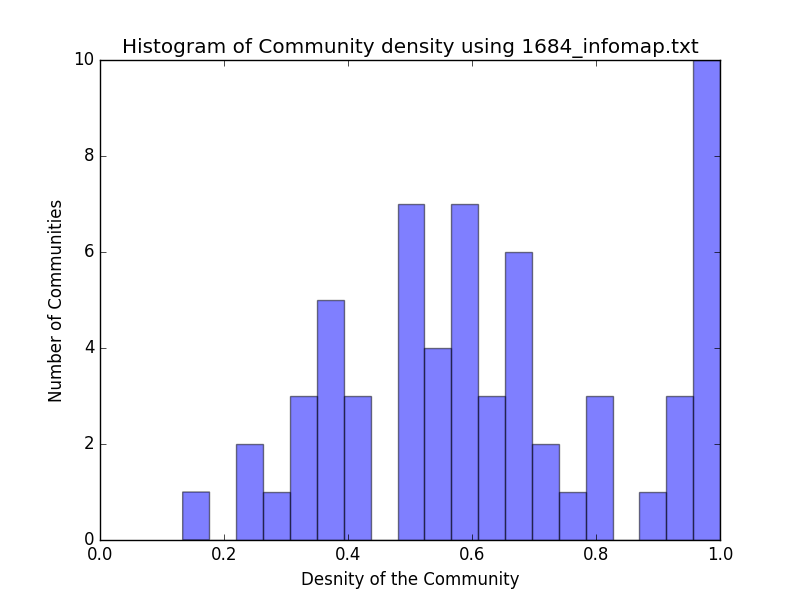 Histogram of Community density using 1684_infomap.txt
10
8
6
4
2
0
Number of Communities
0.0 0.2 0.4 0.6 0.8 1.0
Desnity of the Community